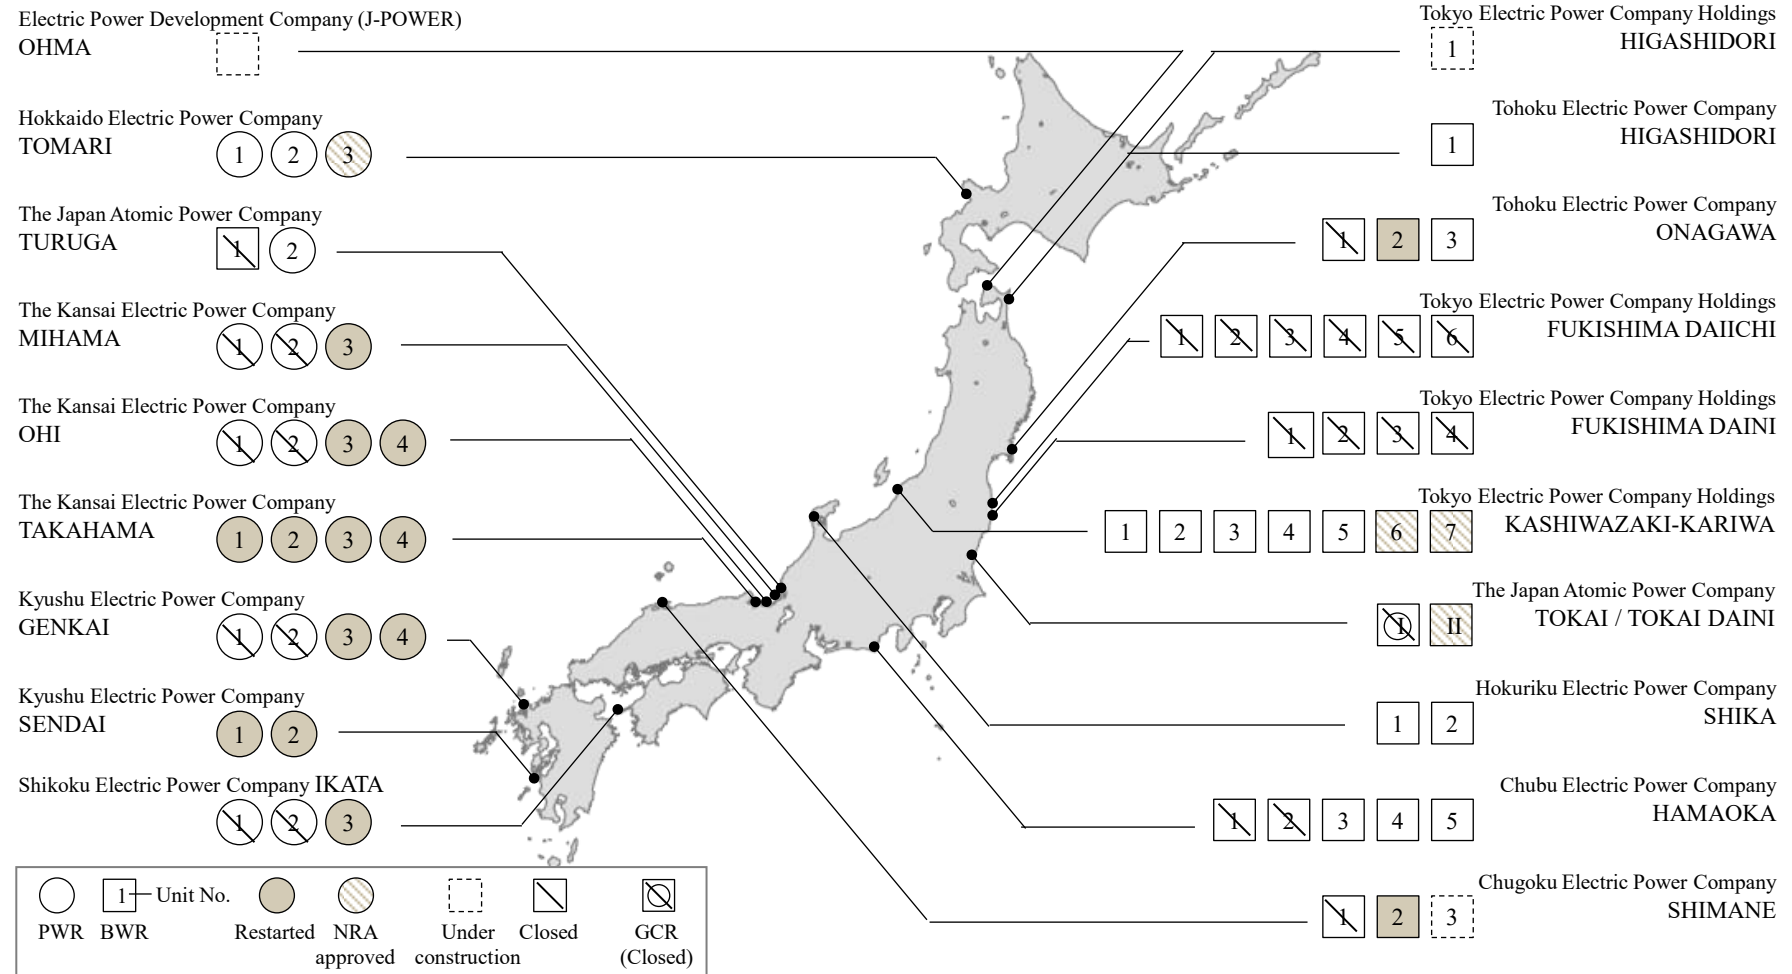 Electric Power Development Company (J-POWER)
OHMA
Hokkaido Electric Power Company
TOMARI
1 2 3
The Japan Atomic Power Company
TURUGA
1 2
The Kansai Electric Power Company
MIHAMA
1 2 3
The Kansai Electric Power Company
OHI
1 2 3 4
The Kansai Electric Power Company
TAKAHAMA
1 2 3 4
Kyushu Electric Power Company
GENKAI
1 2 3 4
Kyushu Electric Power Company
SENDAI
1 2
Shikoku Electric Power Company IKATA
1 2 3
Tokyo Electric Power Company Holdings
HIGASHIDORI
1
Tohoku Electric Power Company
HIGASHIDORI
1
Tohoku Electric Power Company
ONAGAWA
1 2 3
Tokyo Electric Power Company Holdings
FUKISHIMA DAIICHI
1 2 3 4 5 6
Tokyo Electric Power Company Holdings
FUKISHIMA DAINI
1 2 3 4
Tokyo Electric Power Company Holdings
KASHIWAZAKI-KARIWA
1 2 3 4 5 6 7
The Japan Atomic Power Company
TOKAI / TOKAI DAINI
I II
Hokuriku Electric Power Company
SHIKA
1 2
Chubu Electric Power Company
HAMAOKA
1 2 3 4 5
Chugoku Electric Power Company
SHIMANE
1 2 3
1 Unit No.
PWR BWR Restarted NRA approved Under construction Closed GCR (Closed)